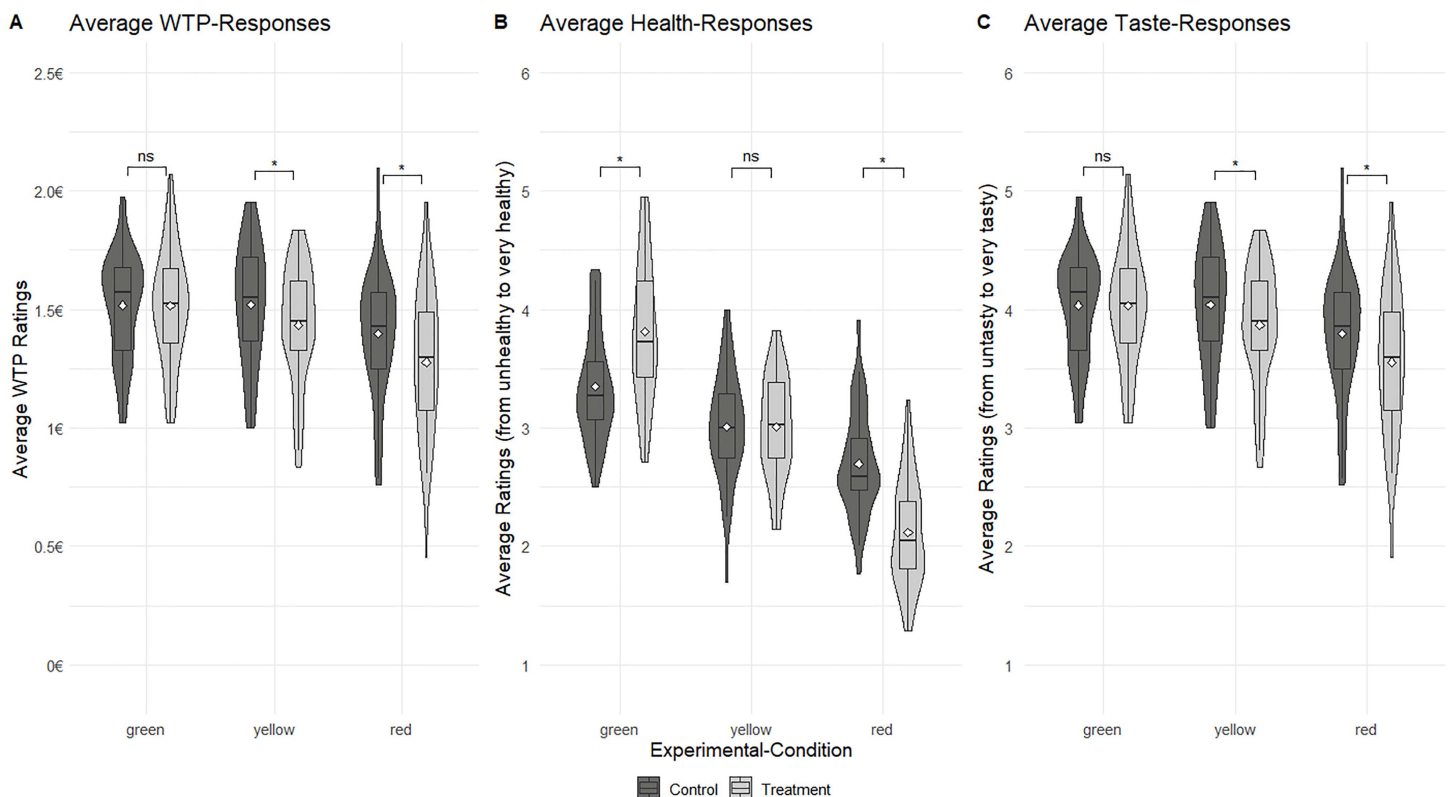 A Average WTP-Responses
Average WTP Ratings
2.5€
2.0€
1.5€
1€
0.5€
0€
ns
*
*
green yellow red
B Average Health-Responses
Average Ratings (from unhealthy to very healthy)
6
5
4
3
2
1
*
ns
*
green yellow red
C Average Taste-Responses
Average Ratings (from untasty to very tasty)
6
5
4
3
2
1
ns
*
*
green yellow red
Experimental-Condition
Control Treatment